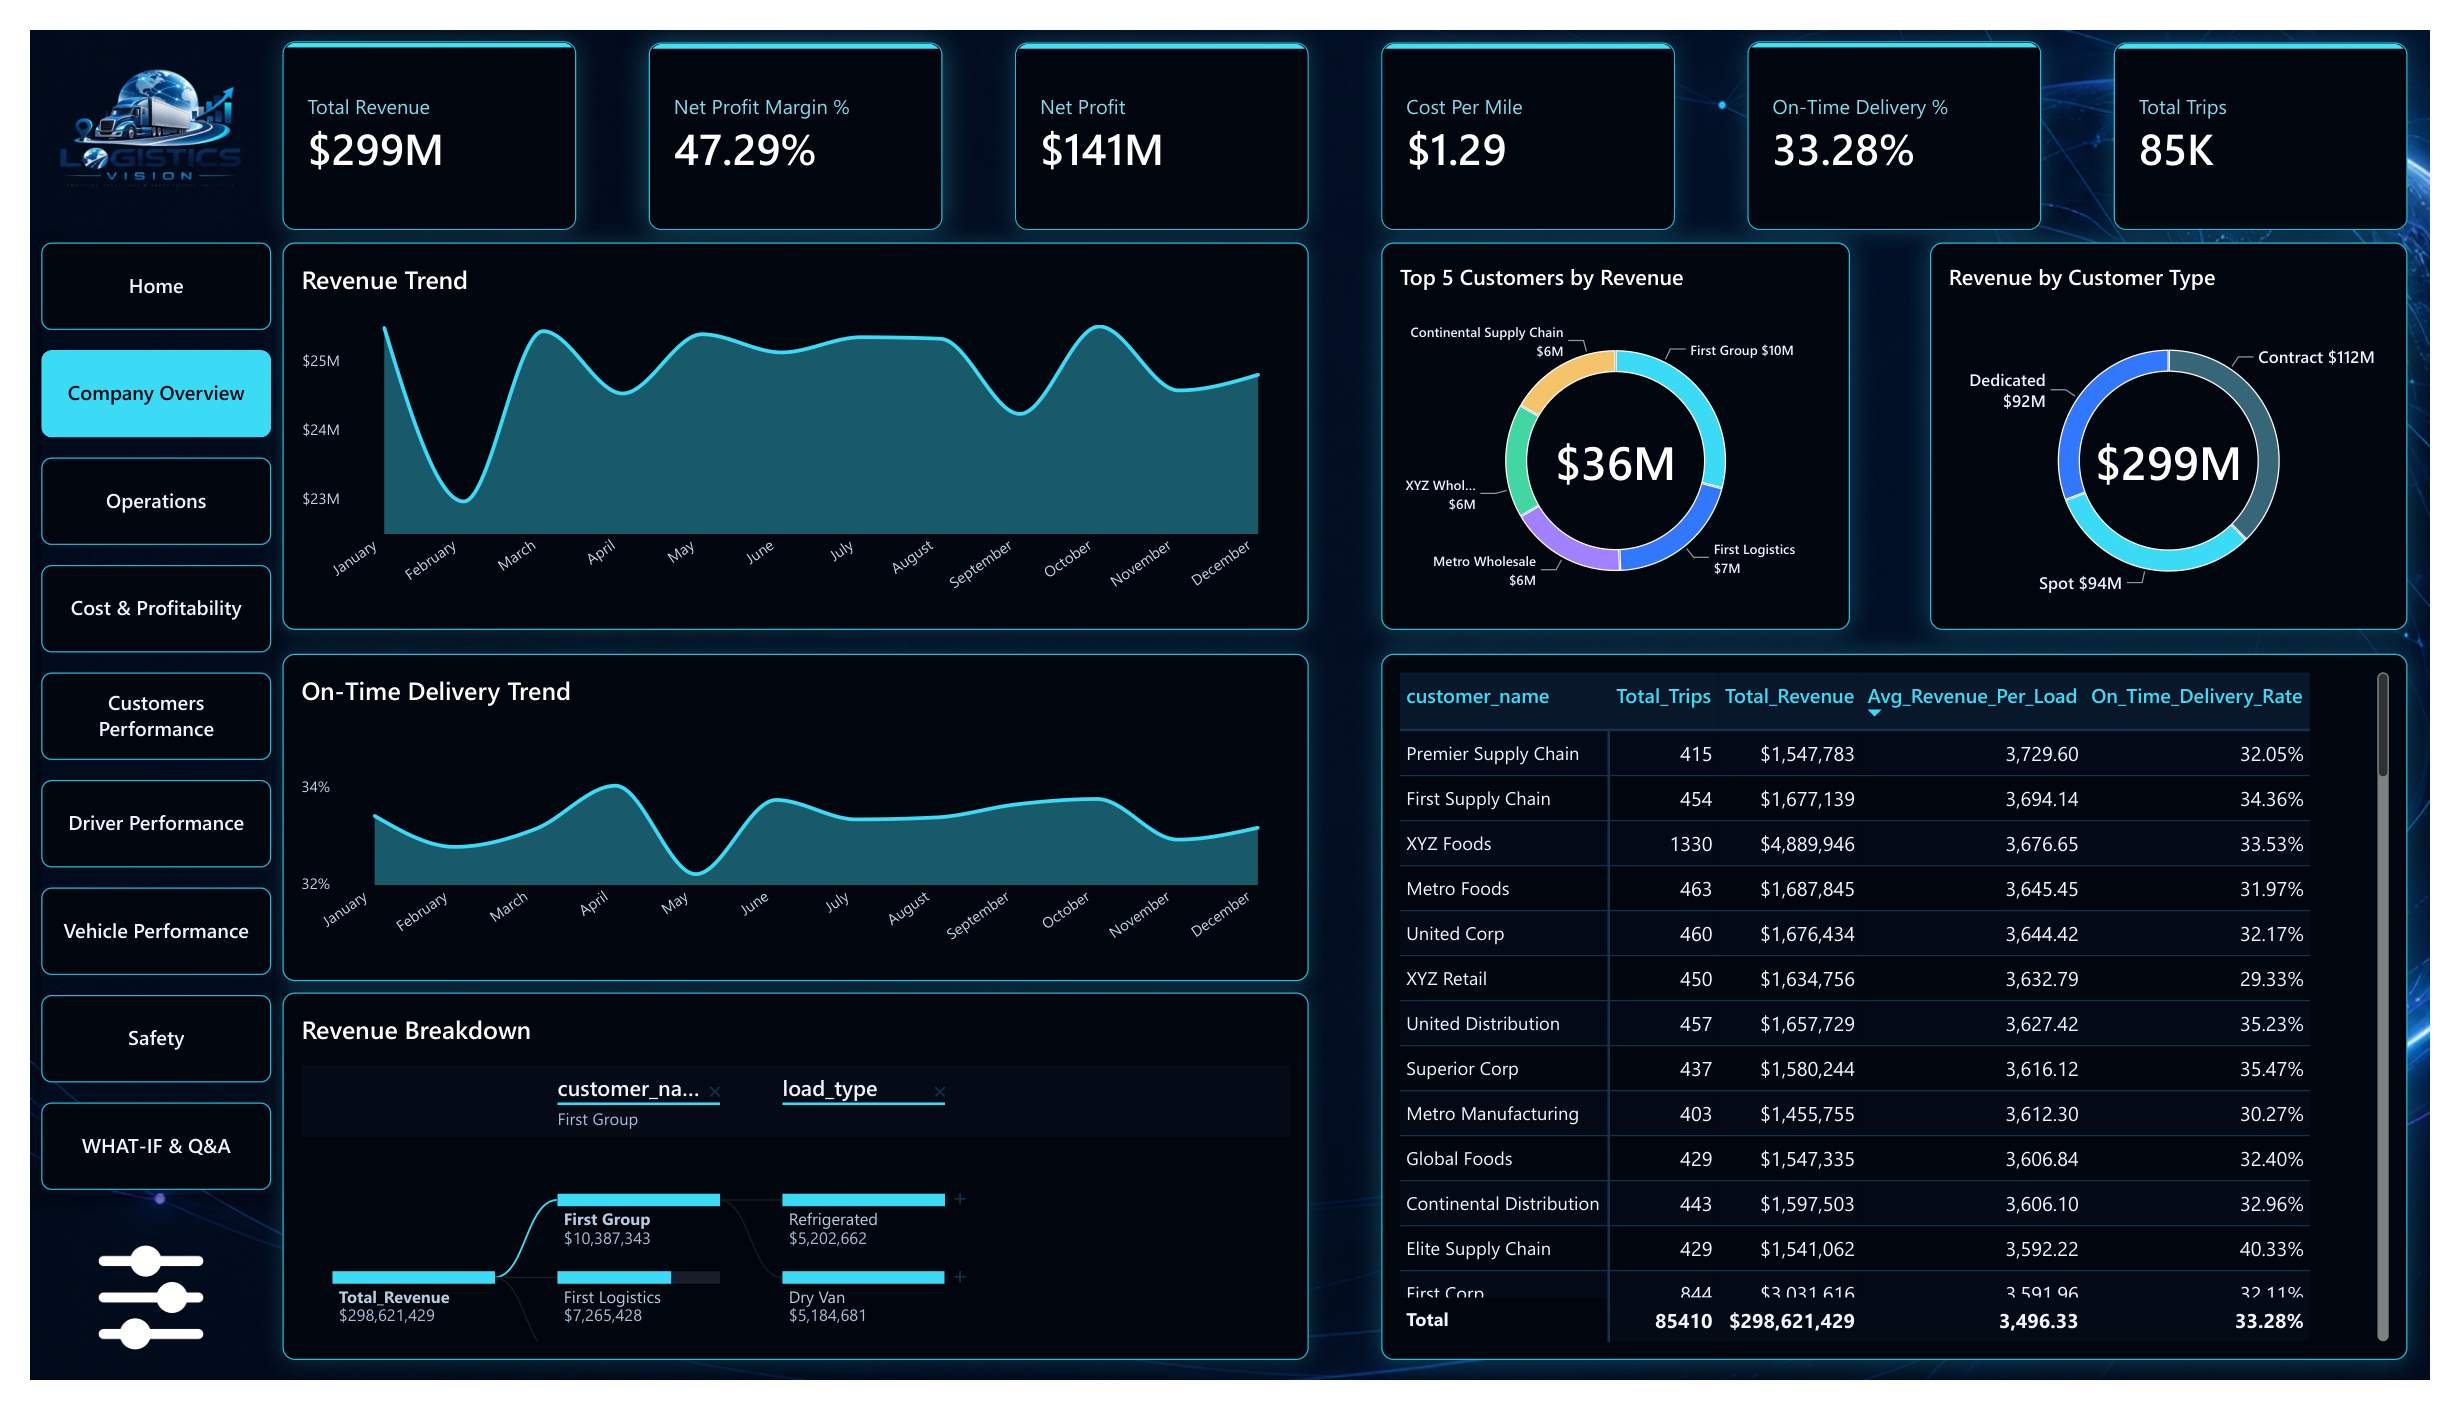 LOGISTICS
VISION
Total Revenue
$299M
Net Profit Margin %
47.29%
Net Profit
$141M
Cost Per Mile
$1.29
On-Time Delivery %
33.28%
Total Trips
85K
Home
Company Overview
Operations
Cost & Profitability
Customers
Performance
Driver Performance
Vehicle Performance
Safety
WHAT-IF & Q&A
Revenue Trend
$25M
$24M
$23M
January February March April May June July August September October November December
Top 5 Customers by Revenue
Continental Supply Chain
$6M
First Group $10M
$36M
XYZ Whol...
$6M
Metro Wholesale
$6M
First Logistics
$7M
Revenue by Customer Type
Contract $112M
Dedicated
$92M
$299M
Spot $94M
On-Time Delivery Trend
34%
32%
January February March April May June July August September October November December
Revenue Breakdown
customer_na... × load_type ×
First Group
First Group
$10,387,343
Refrigerated
$5,202,662
Total_Revenue
$298,621,429
First Logistics
$7,265,428
Dry Van
$5,184,681
customer_name Total_Trips Total_Revenue Avg_Revenue_Per_Load On_Time_Delivery_Rate
Premier Supply Chain 415 $1,547,783 3,729.60 32.05%
First Supply Chain 454 $1,677,139 3,694.14 34.36%
XYZ Foods 1330 $4,889,946 3,676.65 33.53%
Metro Foods 463 $1,687,845 3,645.45 31.97%
United Corp 460 $1,676,434 3,644.42 32.17%
XYZ Retail 450 $1,634,756 3,632.79 29.33%
United Distribution 457 $1,657,729 3,627.42 35.23%
Superior Corp 437 $1,580,244 3,616.12 35.47%
Metro Manufacturing 403 $1,455,755 3,612.30 30.27%
Global Foods 429 $1,547,335 3,606.84 32.40%
Continental Distribution 443 $1,597,503 3,606.10 32.96%
Elite Supply Chain 429 $1,541,062 3,592.22 40.33%
First Corp 844 $3,031,616 3,591.96 32.11%
Total 85410 $298,621,429 3,496.33 33.28%